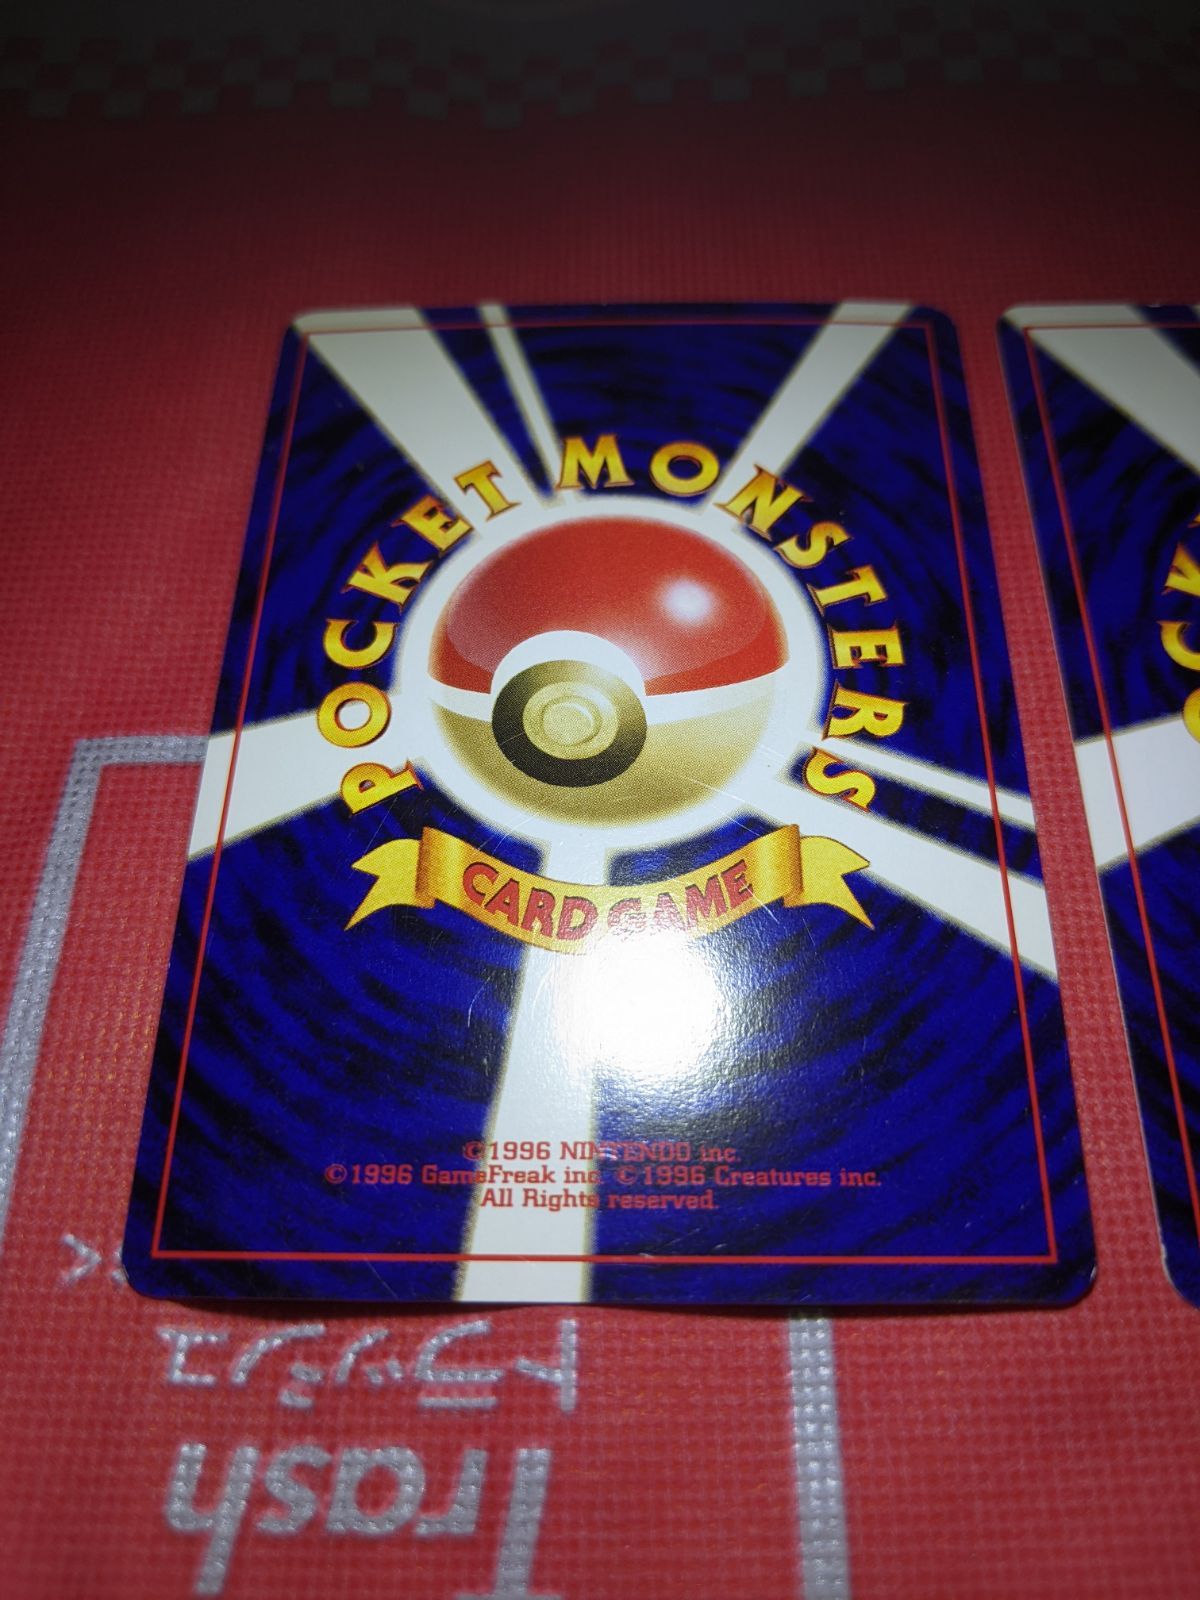 POCKET MONSTERS
CARD GAME
©1996 NINTENDO inc.
©1996 GameFreak inc. ©1996 Creatures inc.
All Rights reserved.
トラッシュ
Trash